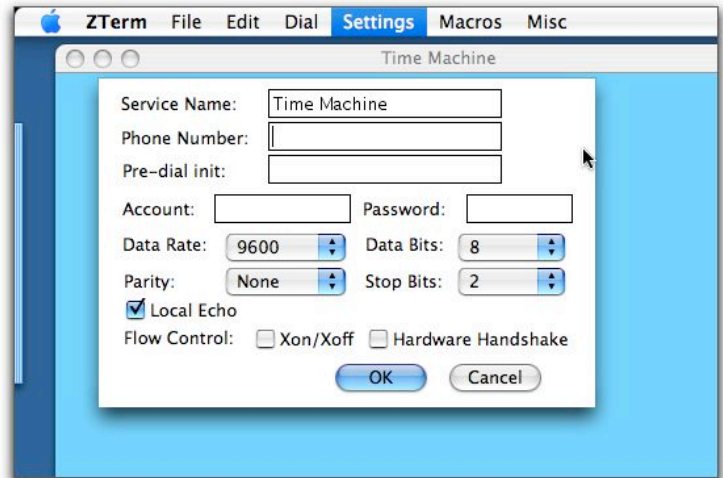 ZTerm File Edit Dial Settings Macros Misc
Time Machine
Service Name: Time Machine
Phone Number:
Pre-dial init:
Account: Password:
Data Rate: 9600 Data Bits: 8
Parity: None Stop Bits: 2
Local Echo
Flow Control: Xon/Xoff Hardware Handshake
OK Cancel